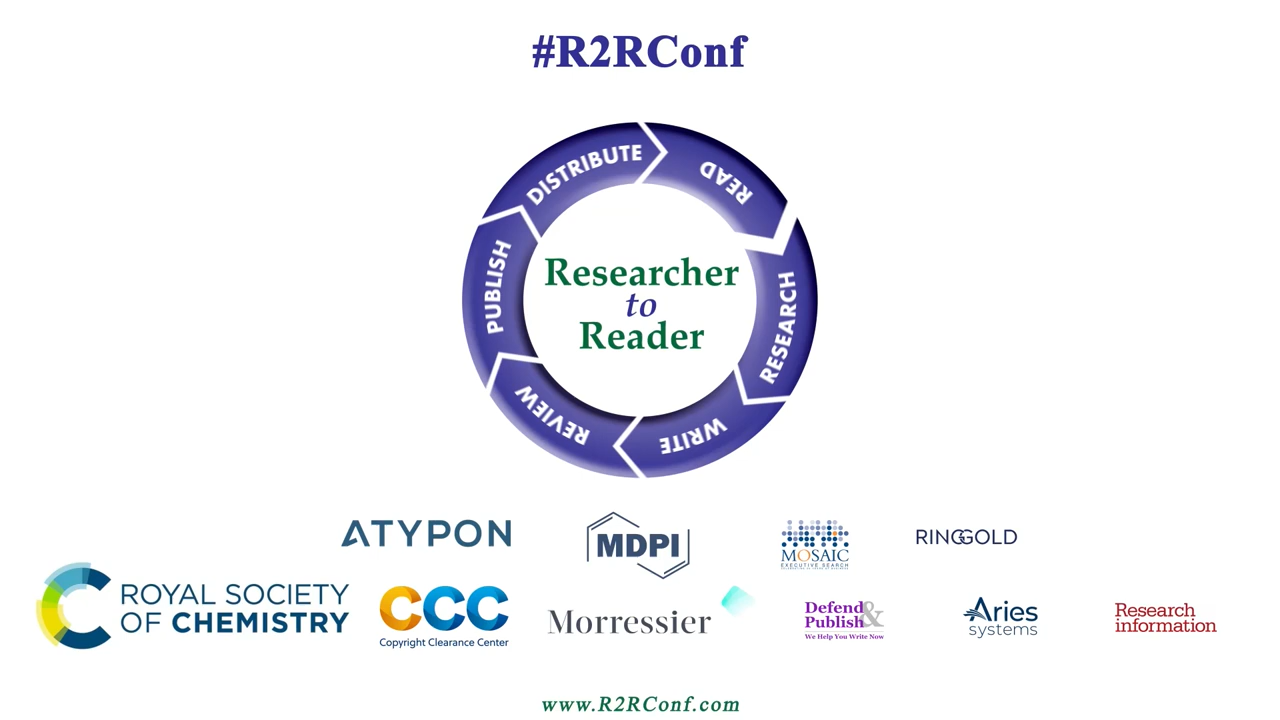 #R2RConf
DISTRIBUTE
READ
RESEARCH
WRITE
REVIEW
PUBLISH
Researcher
to
Reader
ATYPON
MDPI
MOSAIC
EXECUTIVE SEARCH
RINGGOLD
ROYAL SOCIETY
OF CHEMISTRY
CCC
Copyright Clearance Center
Morressier
Defend &
Publish
We Help You Write Now
Aries
systems
Research
information
www.R2RConf.com